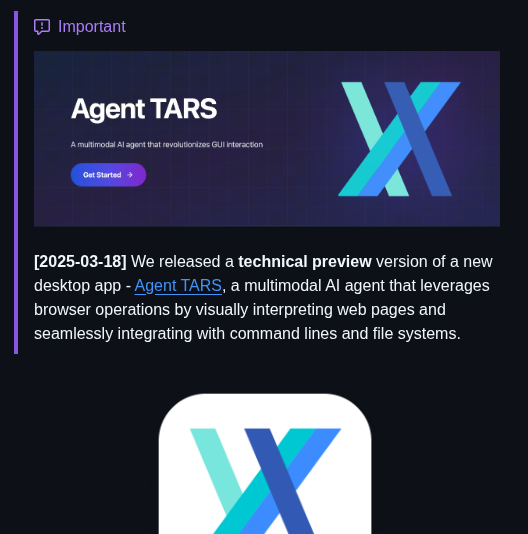 Important
Agent TARS
A multimodal AI agent that revolutionizes GUI interaction
Get Started →
[2025-03-18] We released a technical preview version of a new
desktop app - Agent TARS, a multimodal AI agent that leverages
browser operations by visually interpreting web pages and
seamlessly integrating with command lines and file systems.